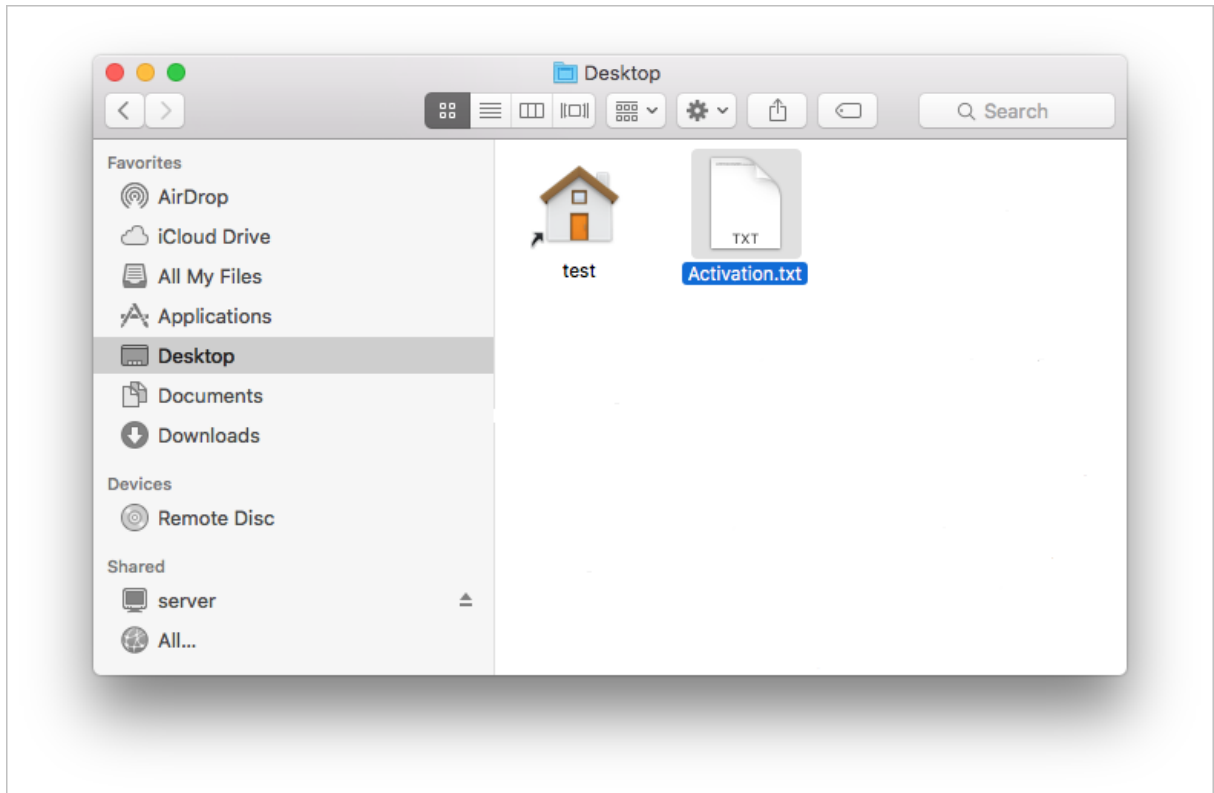 Desktop
Search
Favorites
AirDrop
iCloud Drive
All My Files
Applications
Desktop
Documents
Downloads
Devices
Remote Disc
Shared
server
All...
TXT
test
Activation.txt